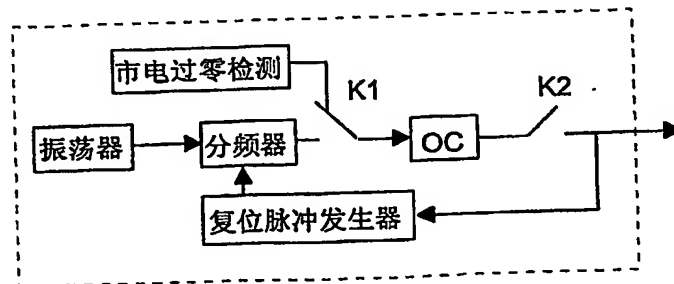 市电过零检测
K1
K2
振荡器
分频器
OC
复位脉冲发生器